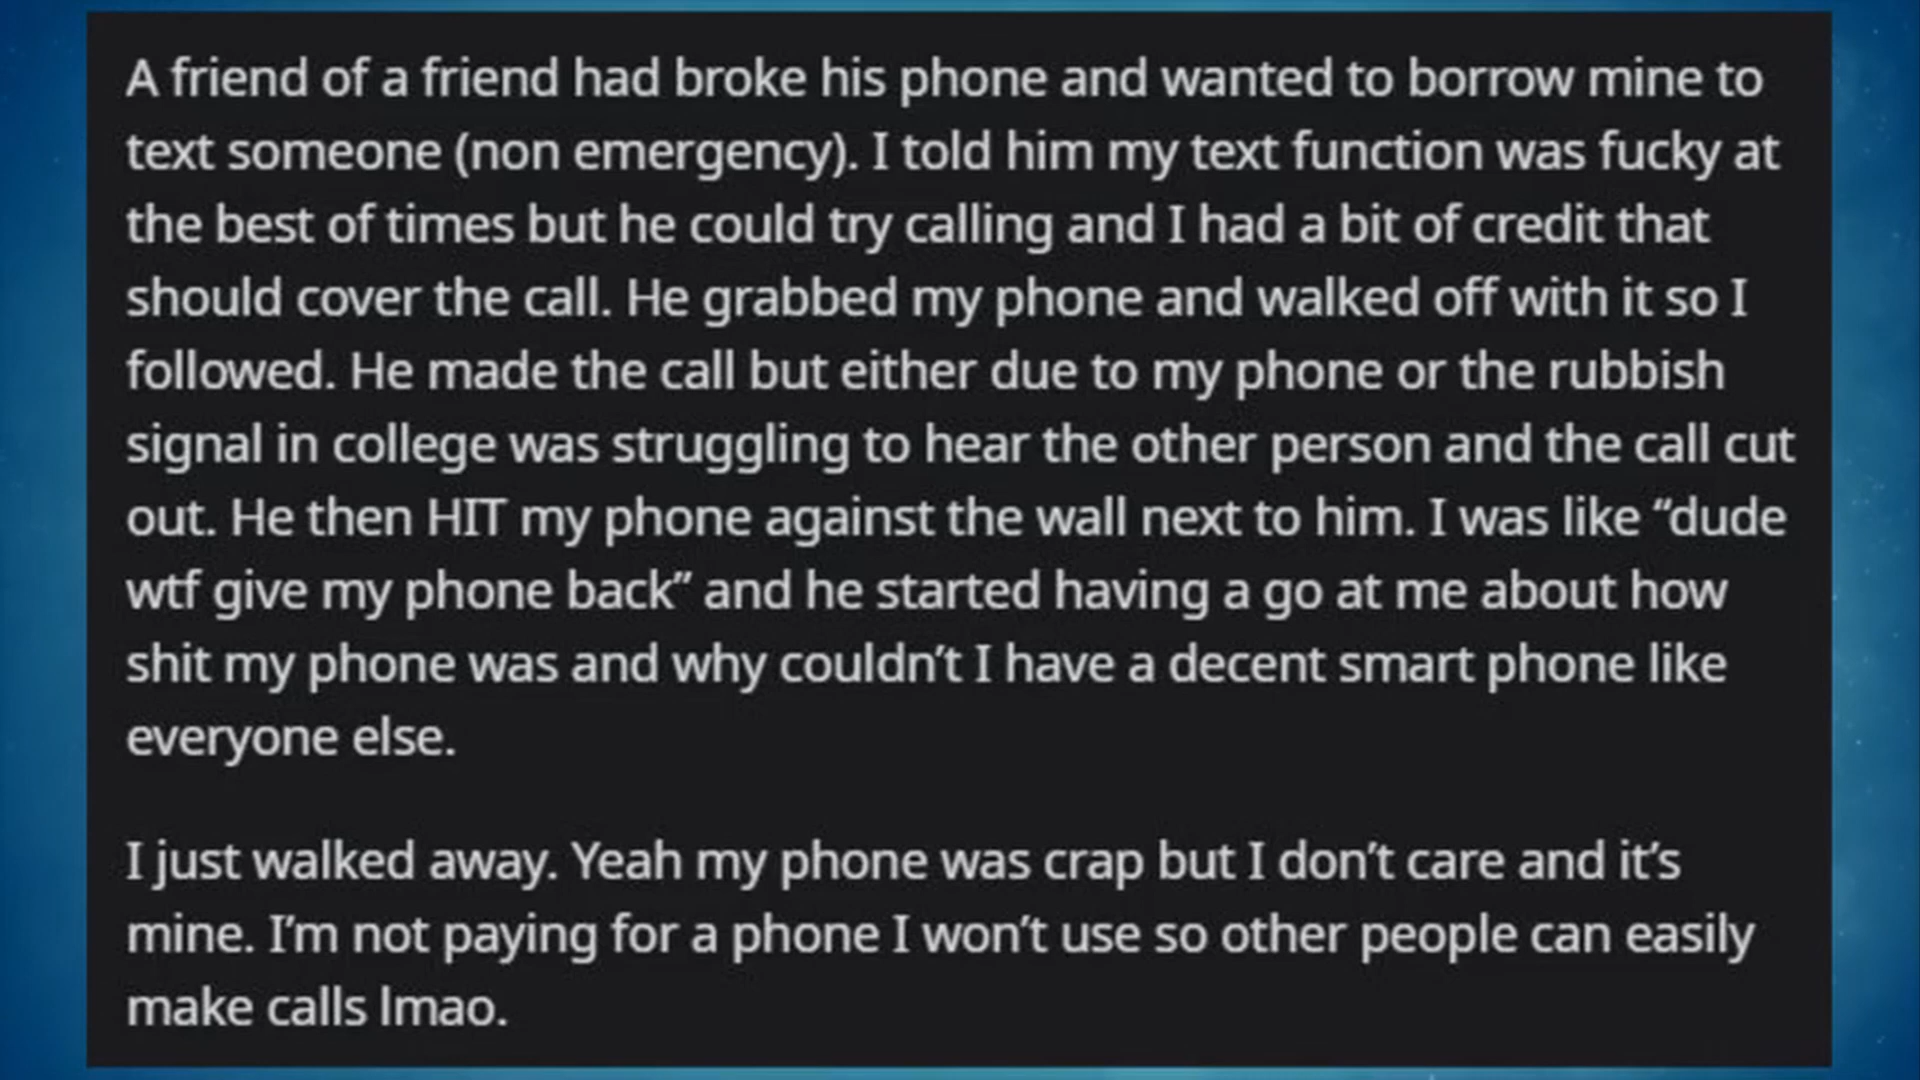 A friend of a friend had broke his phone and wanted to borrow mine to
text someone (non emergency). I told him my text function was fucky at
the best of times but he could try calling and I had a bit of credit that
should cover the call. He grabbed my phone and walked off with it so I
followed. He made the call but either due to my phone or the rubbish
signal in college was struggling to hear the other person and the call cut
out. He then HIT my phone against the wall next to him. I was like “dude
wtf give my phone back” and he started having a go at me about how
shit my phone was and why couldn’t I have a decent smart phone like
everyone else.
I just walked away. Yeah my phone was crap but I don’t care and it’s
mine. I’m not paying for a phone I won’t use so other people can easily
make calls lmao.